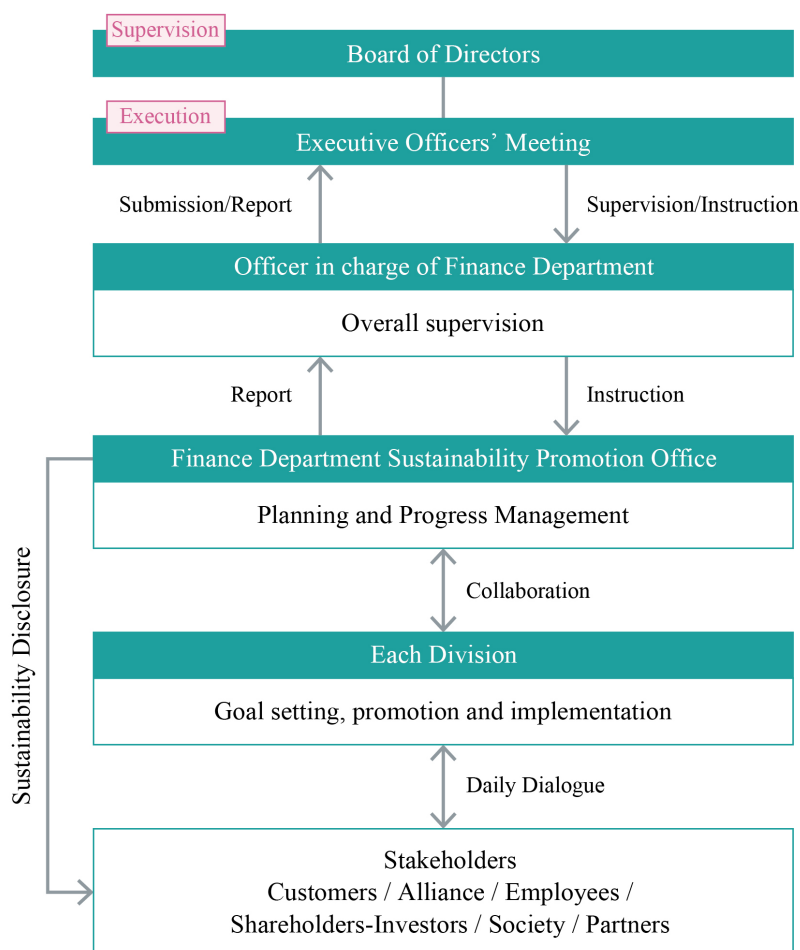 Supervision
Board of Directors
Execution
Executive Officers’ Meeting
Submission/Report
Supervision/Instruction
Officer in charge of Finance Department
Overall supervision
Report
Instruction
Finance Department Sustainability Promotion Office
Planning and Progress Management
Sustainability Disclosure
Collaboration
Each Division
Goal setting, promotion and implementation
Daily Dialogue
Stakeholders
Customers / Alliance / Employees /
Shareholders-Investors / Society / Partners